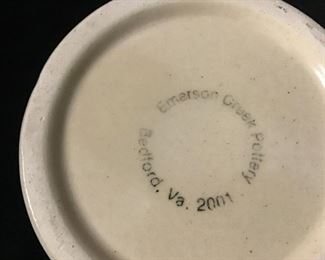 Emerson Creek Pottery
Bedford, Va. 2001